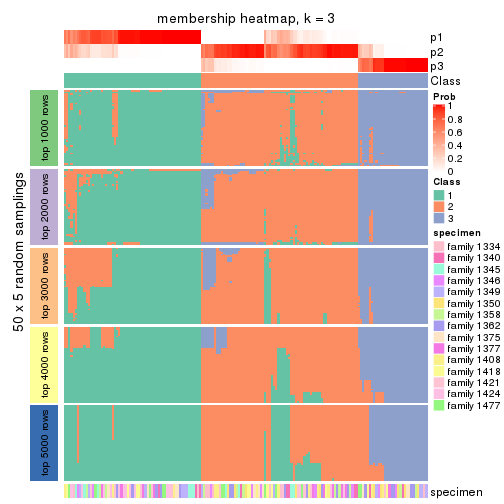 membership heatmap, k = 3
p1
p2
p3
Class
50 x 5 random samplings
top 1000 rows
top 2000 rows
top 3000 rows
top 4000 rows
top 5000 rows
specimen
Prob
1
0.8
0.6
0.4
0.2
0
Class
1
2
3
specimen
family 1334
family 1340
family 1345
family 1346
family 1349
family 1350
family 1358
family 1362
family 1375
family 1377
family 1408
family 1418
family 1421
family 1424
family 1477